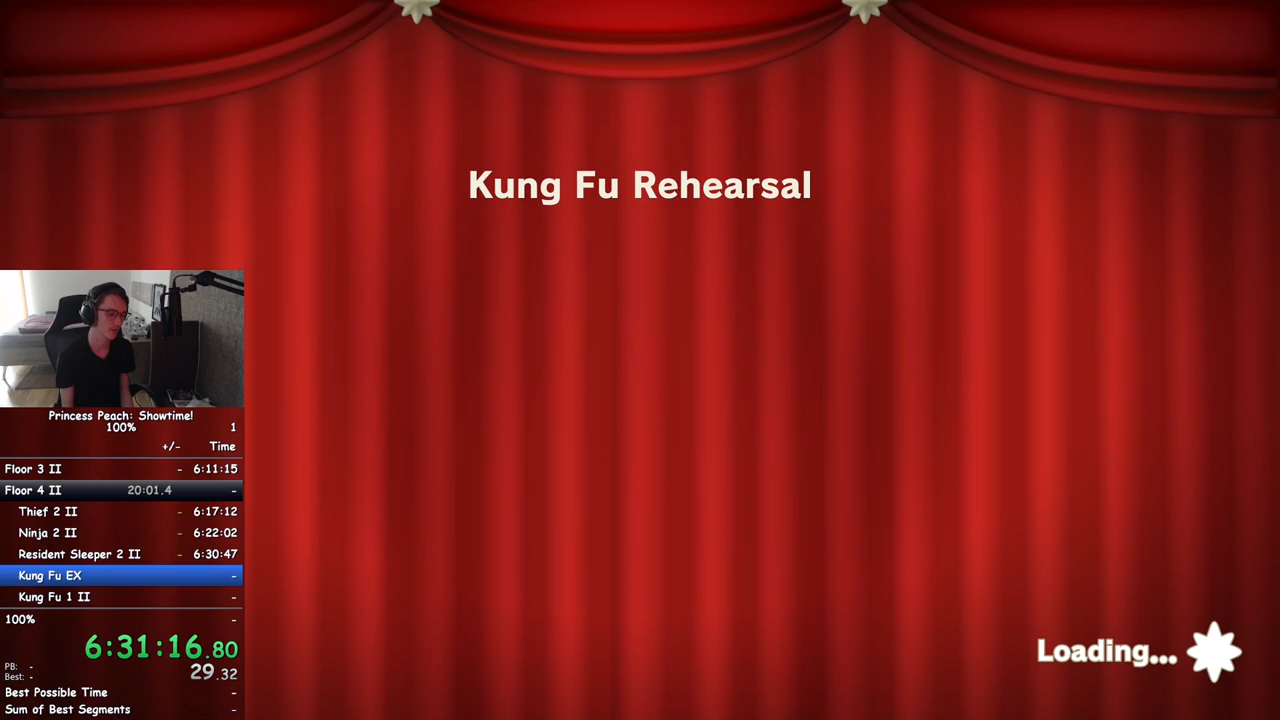 Kung Fu Rehearsal
Princess Peach: Showtime!
100% 1
+/- Time
Floor 3 II - 6:11:15
Floor 4 II 20:01.4 -
Thief 2 II - 6:17:12
Ninja 2 II - 6:22:02
Resident Sleeper 2 II - 6:30:47
Kung Fu EX -
Kung Fu 1 II -
100% -
6:31:16.80
PB: - 29.32
Best: -
Best Possible Time -
Sum of Best Segments -
Loading...